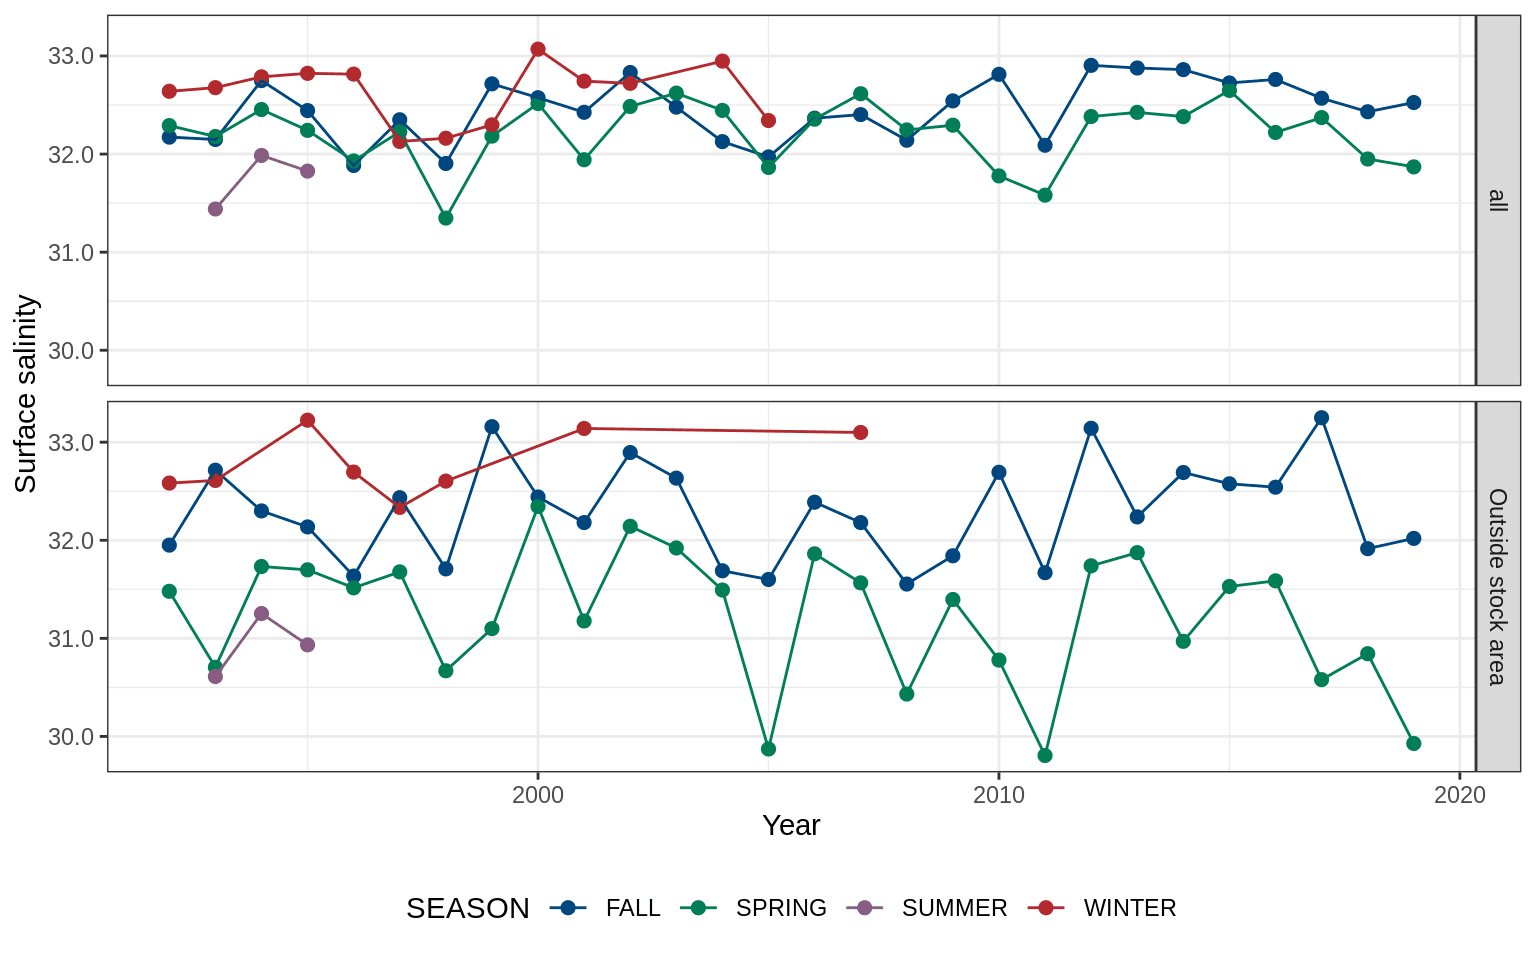 33.0
32.0
31.0
30.0
all
Surface salinity
33.0
32.0
31.0
30.0
Outside stock area
2000 2010 2020
Year
SEASON FALL SPRING SUMMER WINTER